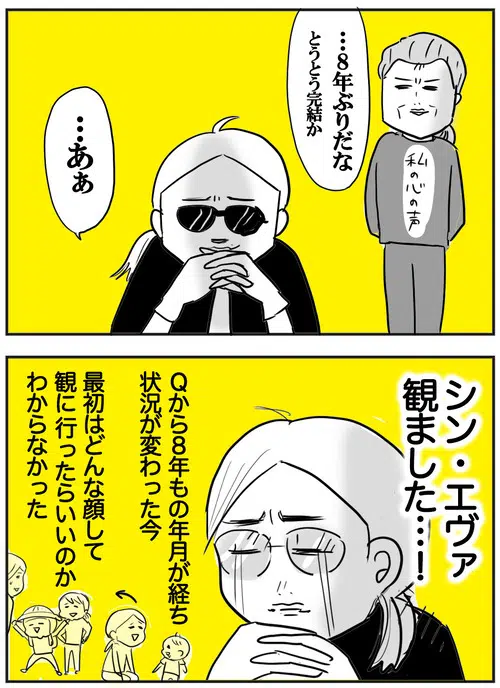 …8年ぶりだな
とうとう完結か
私の心の声
…あぁ
シン・エヴァ
観ました…！
Qから8年もの年月が経ち
状況が変わった今
最初はどんな顔して
観に行ったらいいのか
わからなかった